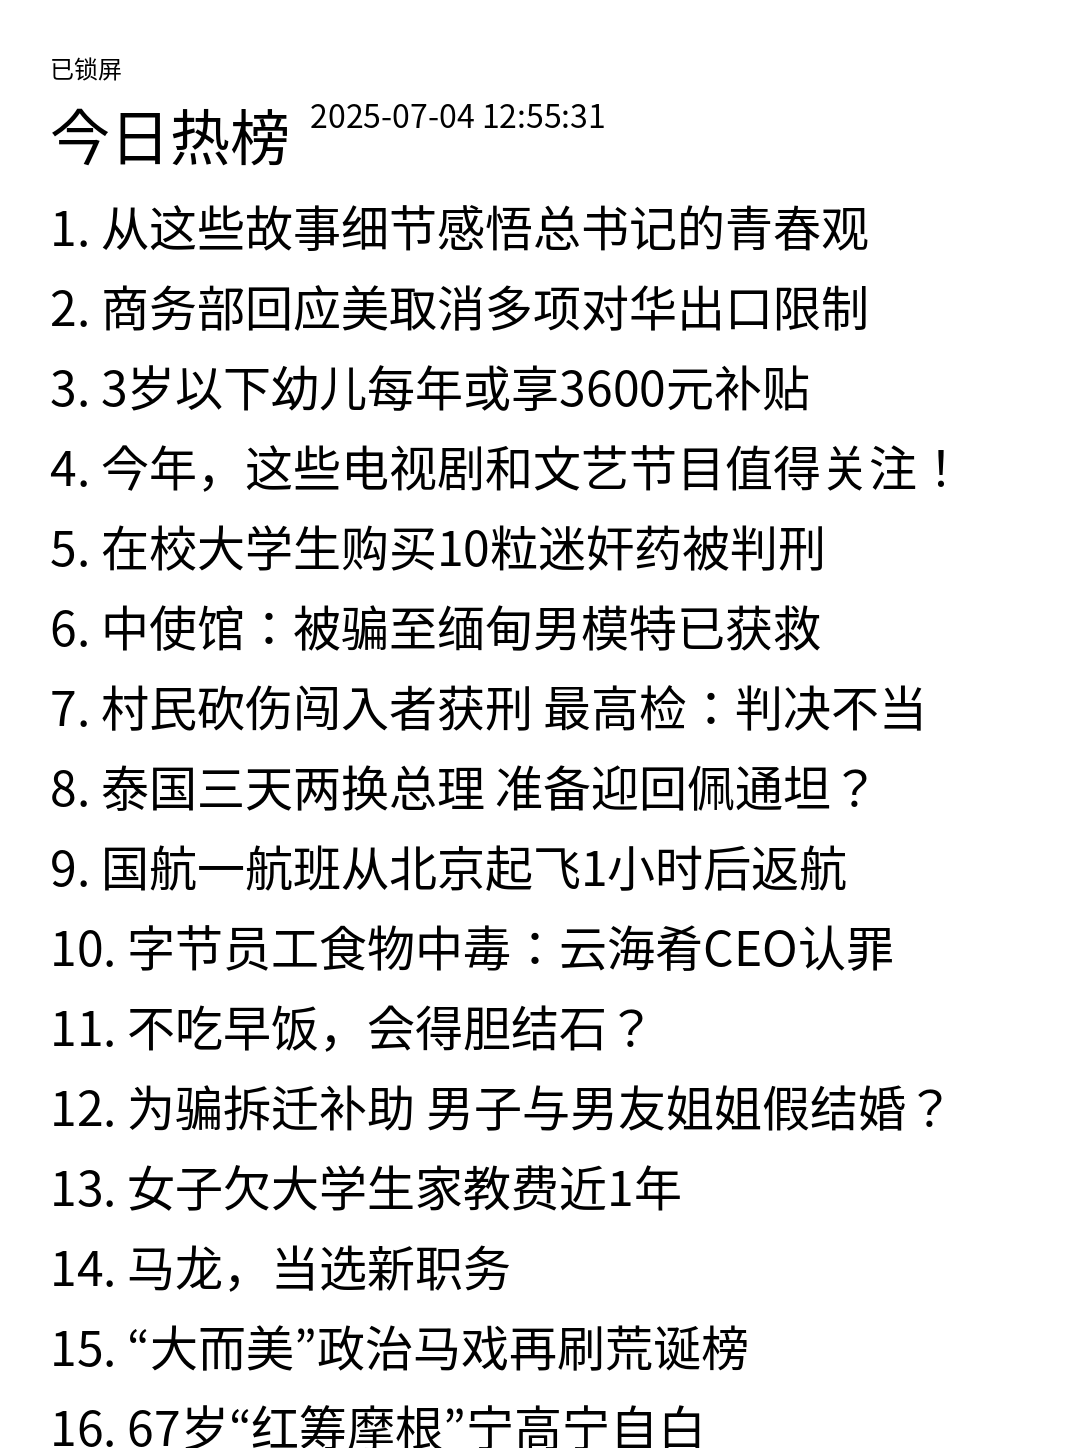 已锁屏
今日热榜 2025-07-04 12:55:31
1. 从这些故事细节感悟总书记的青春观
2. 商务部回应美取消多项对华出口限制
3. 3岁以下幼儿每年或享3600元补贴
4. 今年，这些电视剧和文艺节目值得关注！
5. 在校大学生购买10粒迷奸药被判刑
6. 中使馆：被骗至缅甸男模特已获救
7. 村民砍伤闯入者获刑 最高检：判决不当
8. 泰国三天两换总理 准备迎回佩通坦？
9. 国航一航班从北京起飞1小时后返航
10. 字节员工食物中毒：云海肴CEO认罪
11. 不吃早饭，会得胆结石？
12. 为骗拆迁补助 男子与男友姐姐假结婚？
13. 女子欠大学生家教费近1年
14. 马龙，当选新职务
15. “大而美”政治马戏再刷荒诞榜
16. 67岁“红筹摩根”宁高宁自白